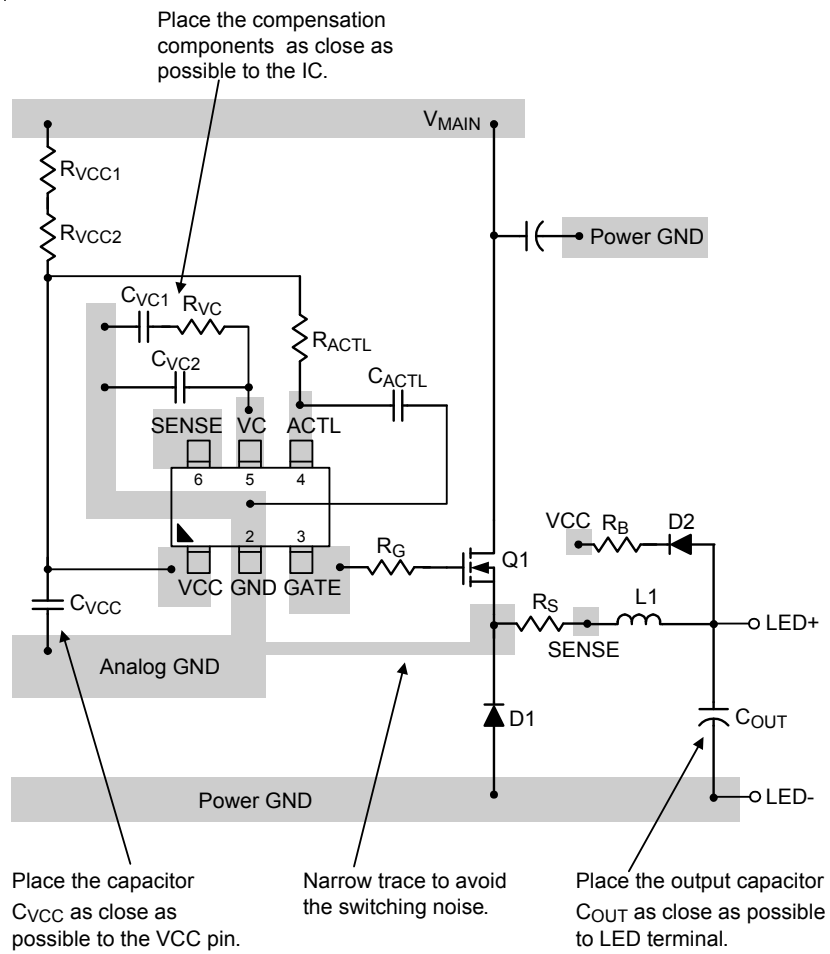 Place the compensation
components as close as
possible to the IC.
VMAIN
RVCC1
RVCC2
Power GND
CVC1
RVC
RACTL
CVC2
CACTL
SENSE VC ACTL
6 5 4
2 3
VCC GND GATE
RG
Q1
VCC
RB
D2
CVCC
RS
L1
LED+
SENSE
Analog GND
D1
COUT
Power GND
LED-
Place the capacitor
CVCC as close as
possible to the VCC pin.
Narrow trace to avoid
the switching noise.
Place the output capacitor
COUT as close as possible
to LED terminal.